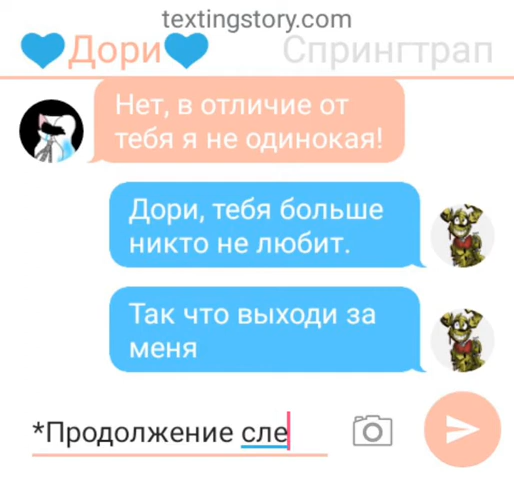 textingstory.com
💙Дори💙 Спрингтрап
Нет, в отличие от
тебя я не одинокая!
Дори, тебя больше
никто не любит.
Так что выходи за
меня
*Продолжение сле